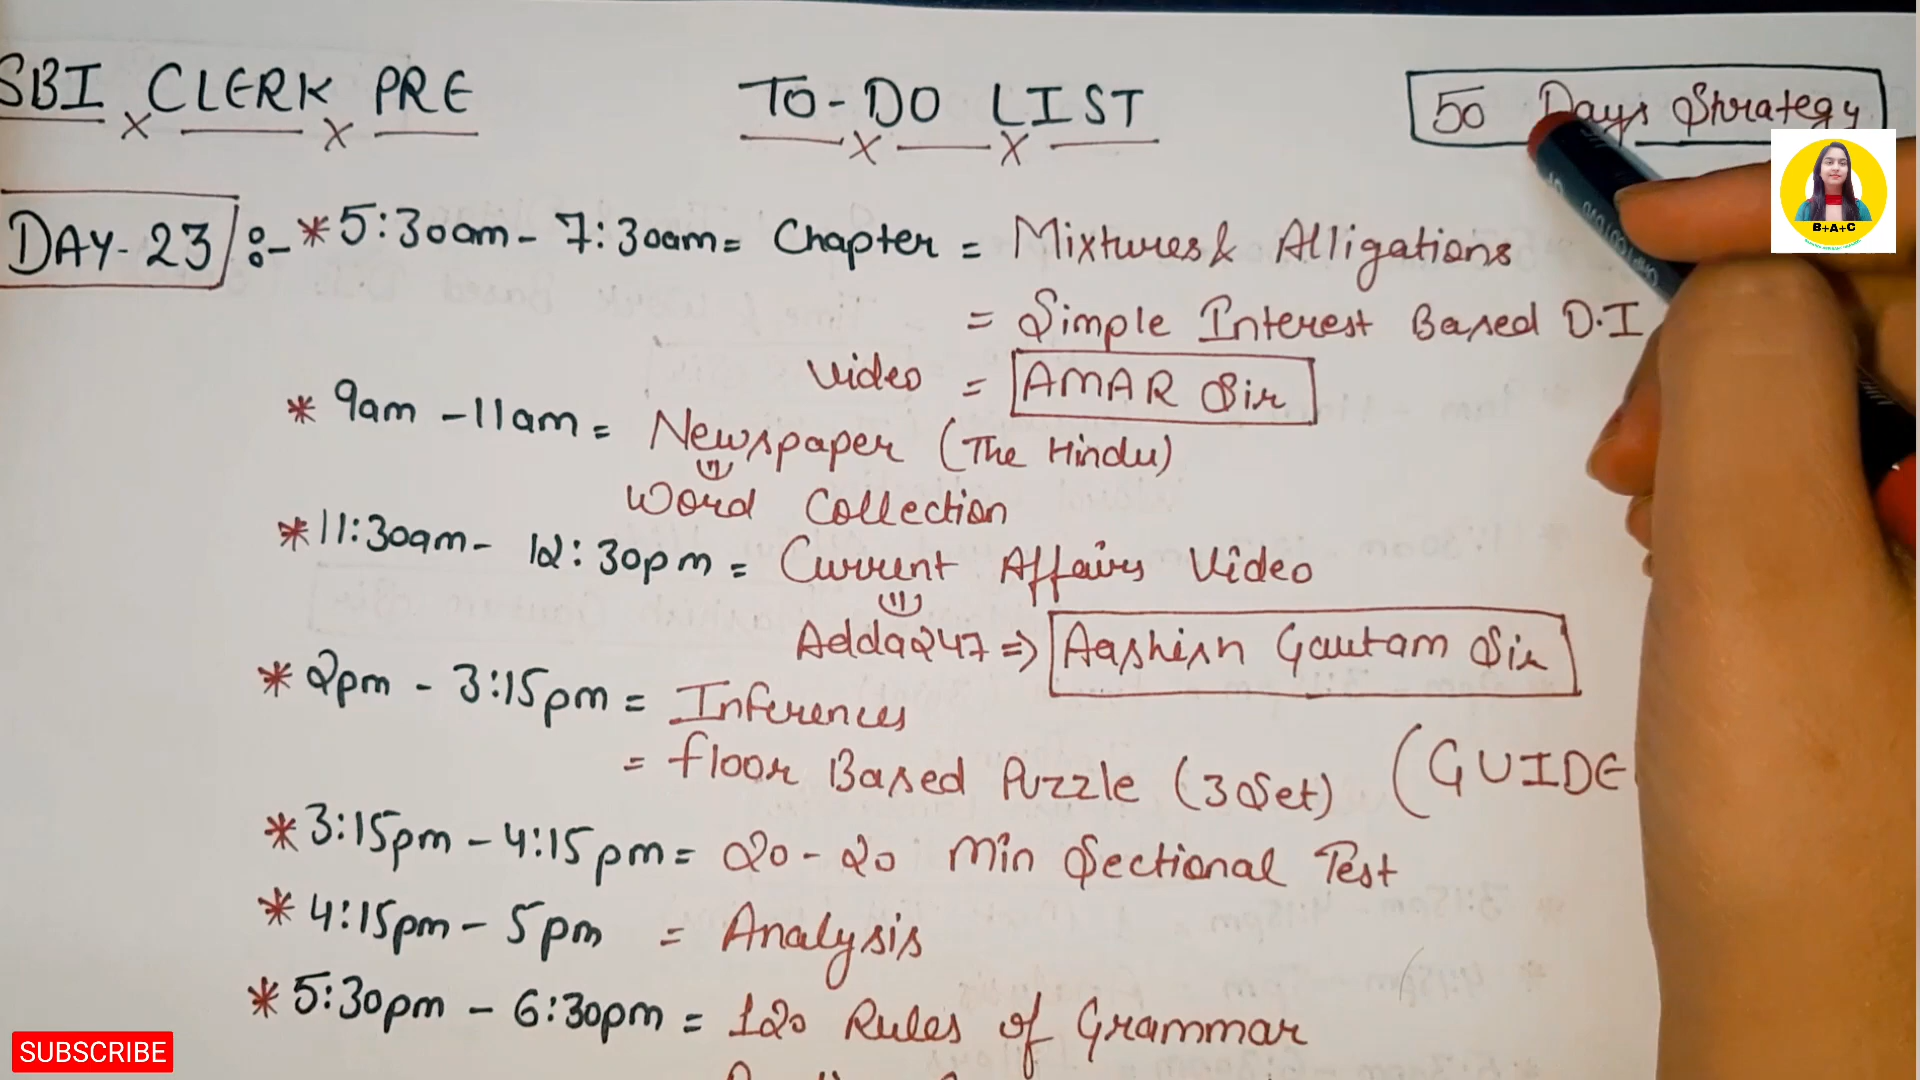 SBI CLERK PRE
TO-DO LIST
50 Days Strategy
B+A+C
DAY-23 :- * 5:30am - 7:30am = Chapter = Mixtures & Alligations
= Simple Interest Based D.I
Video = AMAR Sir
* 9am - 11am = Newspaper (The Hindu)
Word Collection
* 11:30am - 12:30pm = Current Affairs Video
Adda247 => Aashish Gautam Sir
* 2pm - 3:15pm = Inferences
= Floor Based Puzzle (3 Set) (GUIDE
* 3:15pm - 4:15pm = 20-20 Min Sectional Test
* 4:15pm - 5pm = Analysis
* 5:30pm - 6:30pm = 120 Rules of Grammar
SUBSCRIBE